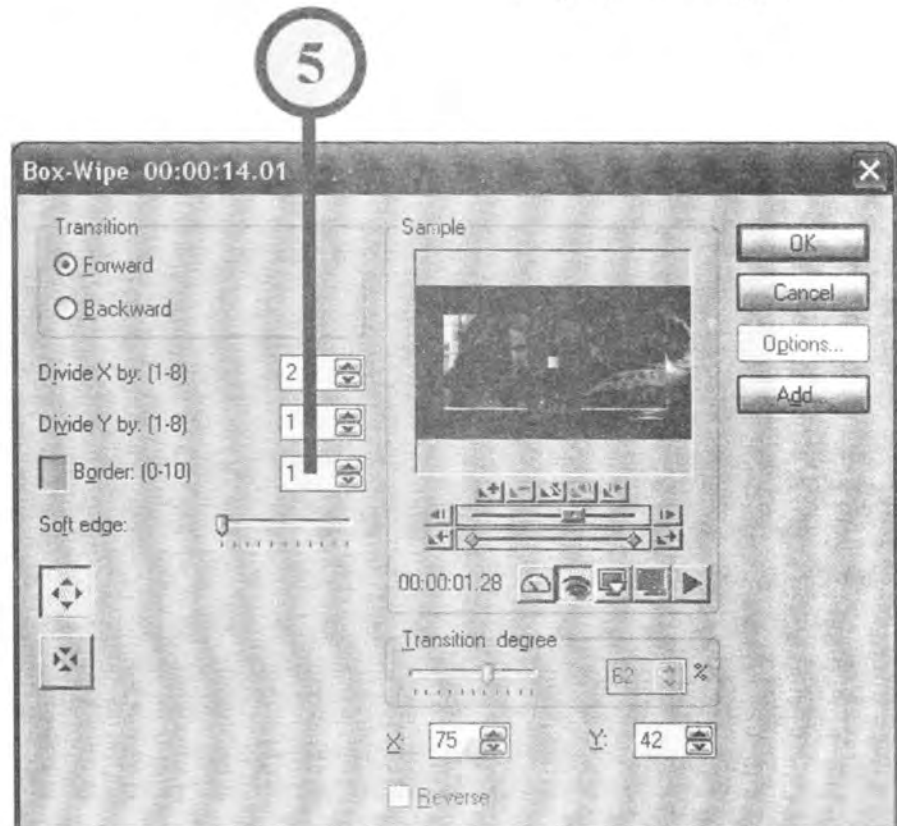 5
Box-Wipe 00:00:14.01
Transition
Forward
Backward
Divide X by: (1-8) 2
Divide Y by: (1-8) 1
Border: (0-10) 1
Soft edge:
Sample
00:00:01.28
Transition degree
62 %
X: 75 Y: 42
Reverse
OK
Cancel
Options...
Add...